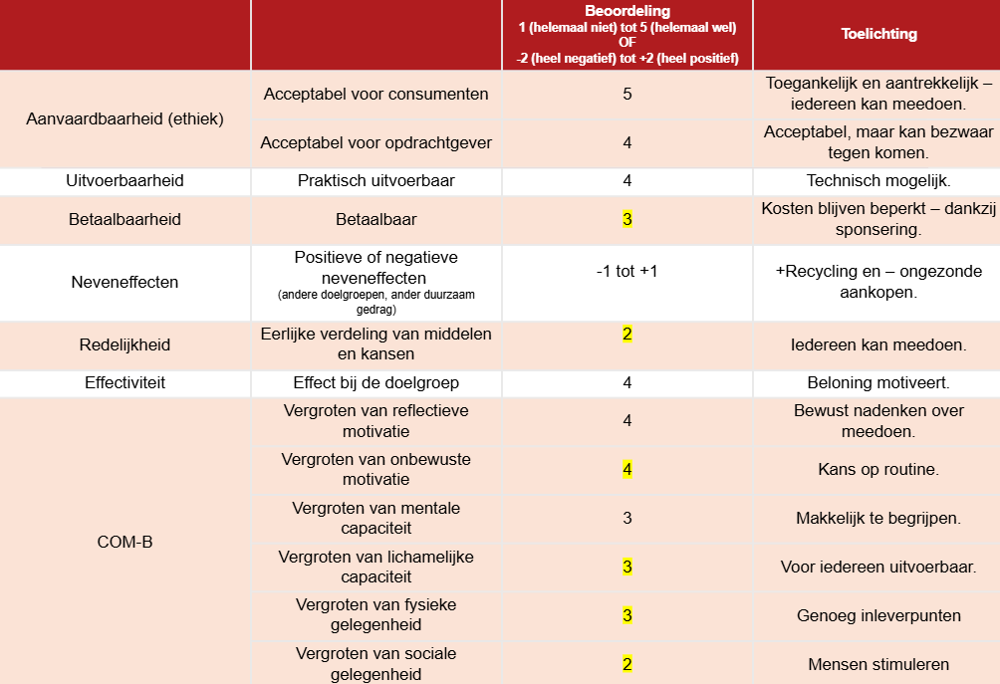 Beoordeling
1 (helemaal niet) tot 5 (helemaal wel)
OF
-2 (heel negatief) tot +2 (heel positief)
Toelichting
Aanvaardbaarheid (ethiek)
Acceptabel voor consumenten
5
Toegankelijk en aantrekkelijk –
iedereen kan meedoen.
Acceptabel voor opdrachtgever
4
Acceptabel, maar kan bezwaar
tegen komen.
Uitvoerbaarheid
Praktisch uitvoerbaar
4
Technisch mogelijk.
Betaalbaarheid
Betaalbaar
3
Kosten blijven beperkt – dankzij
sponsering.
Neveneffecten
Positieve of negatieve
neveneffecten
(andere doelgroepen, ander duurzaam
gedrag)
-1 tot +1
+Recycling en – ongezonde
aankopen.
Redelijkheid
Eerlijke verdeling van middelen
en kansen
2
Iedereen kan meedoen.
Effectiviteit
Effect bij de doelgroep
4
Beloning motiveert.
COM-B
Vergroten van reflectieve
motivatie
4
Bewust nadenken over
meedoen.
Vergroten van onbewuste
motivatie
4
Kans op routine.
Vergroten van mentale
capaciteit
3
Makkelijk te begrijpen.
Vergroten van lichamelijke
capaciteit
3
Voor iedereen uitvoerbaar.
Vergroten van fysieke
gelegenheid
3
Genoeg inleverpunten
Vergroten van sociale
gelegenheid
2
Mensen stimuleren